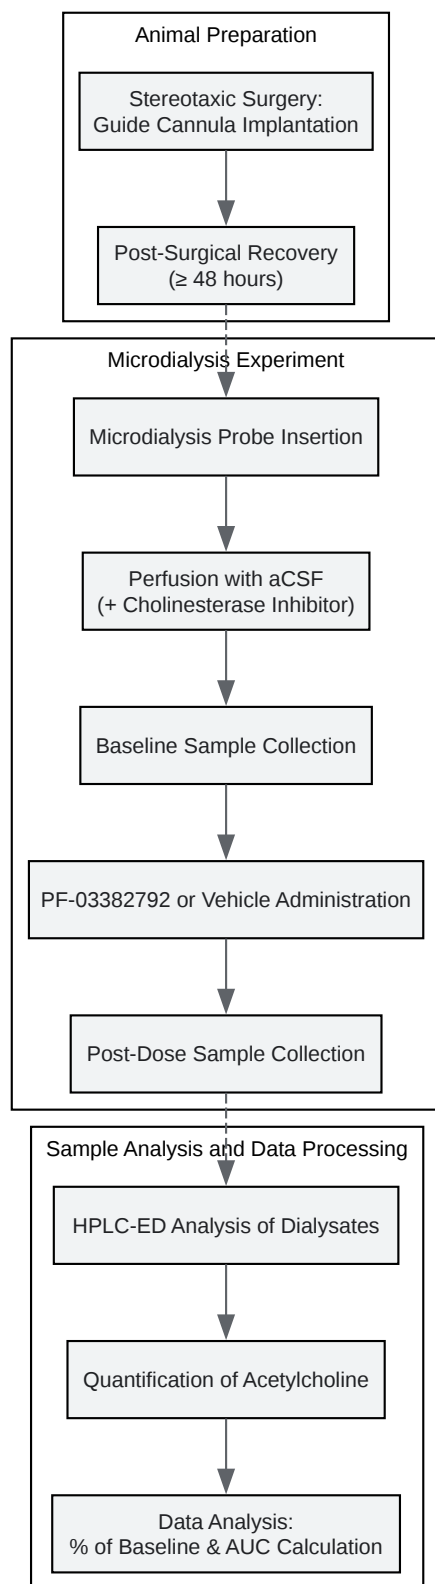 Animal Preparation
Stereotaxic Surgery:
Guide Cannula Implantation
Post-Surgical Recovery
(≥ 48 hours)
Microdialysis Experiment
Microdialysis Probe Insertion
Perfusion with aCSF
(+ Cholinesterase Inhibitor)
Baseline Sample Collection
PF-03382792 or Vehicle Administration
Post-Dose Sample Collection
Sample Analysis and Data Processing
HPLC-ED Analysis of Dialysates
Quantification of Acetylcholine
Data Analysis:
% of Baseline & AUC Calculation